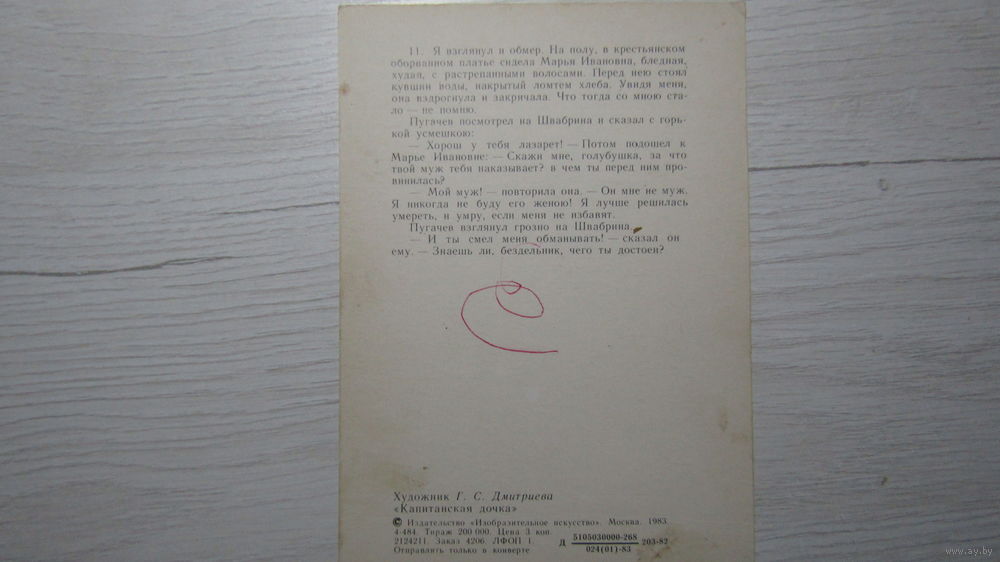 11. Я взглянул и обмер. На полу, в крестьянском
оборванном платье сидела Марья Ивановна, бледная,
худая, с растрепанными волосами. Перед нею стоял
кувшин воды, накрытый ломтем хлеба. Увидя меня,
она вздрогнула и закричала. Что тогда со мною ста-
ло — не помню.
Пугачев посмотрел на Швабрина и сказал с горь-
кой усмешкою:
— Хорош у тебя лазарет! — Потом подошел к
Марье Ивановне: — Скажи мне, голубушка, за что
твой муж тебя наказывает? в чем ты перед ним про-
винилась?
— Мой муж! — повторила она. — Он мне не муж.
Я никогда не буду его женою! Я лучше решилась
умереть, и умру, если меня не избавят.
Пугачев взглянул грозно на Швабрина.
— И ты смел меня обманывать! — сказал он
ему. — Знаешь ли, бездельник, чего ты достоен?
Художник Г. С. Дмитриева
«Капитанская дочка»
© Издательство «Изобразительное искусство». Москва. 1983.
4-484. Тираж 200 000. Цена 3 коп.
2124211. Заказ 4206. ЛФОП 1.
Отправлять только в конверте
Д 5105030000-268 203-82
024(01)-83
www.ay.by